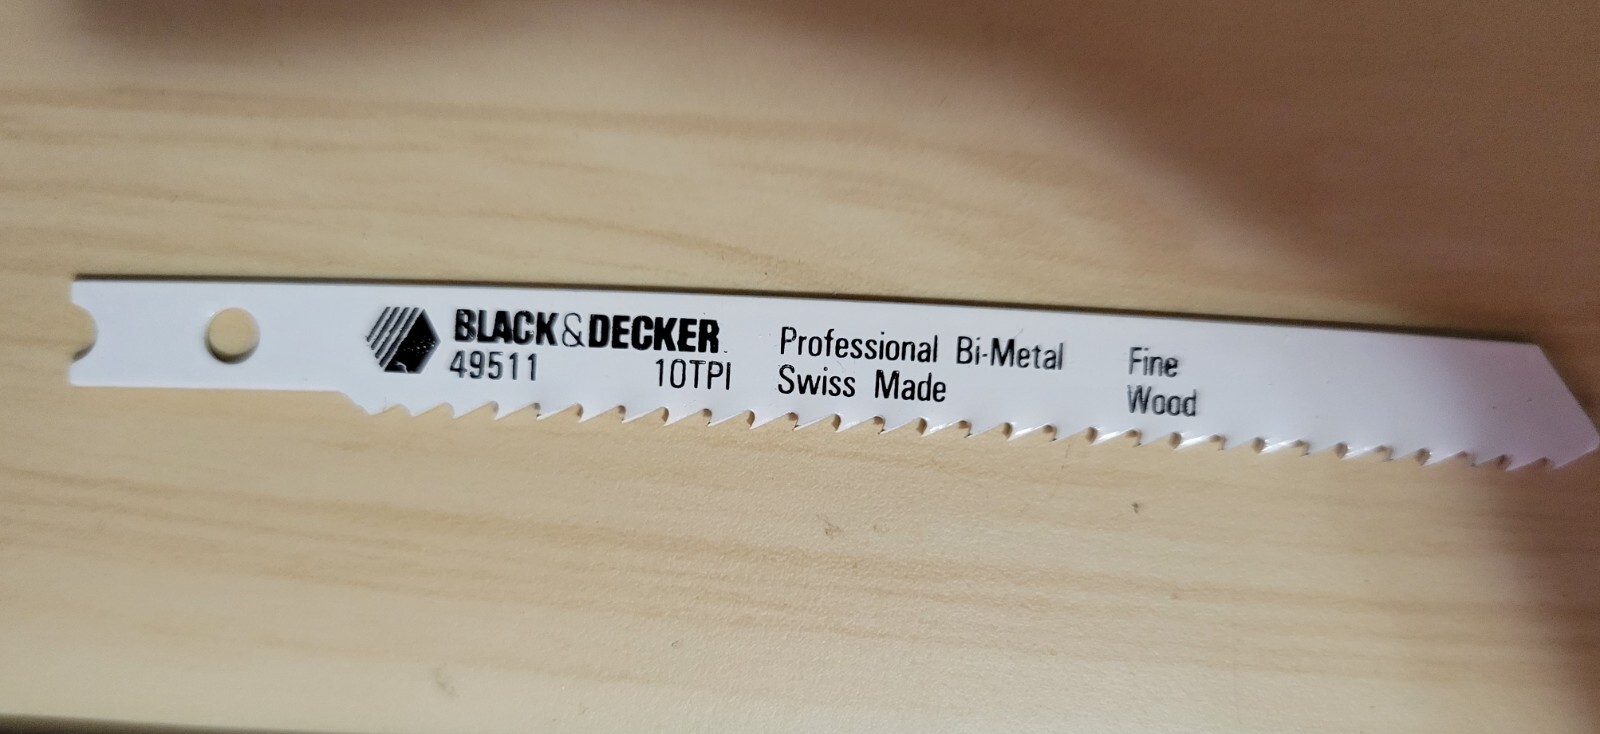 BLACK&DECKER
49511 10TPI
Professional Bi-Metal
Swiss Made
Fine
Wood